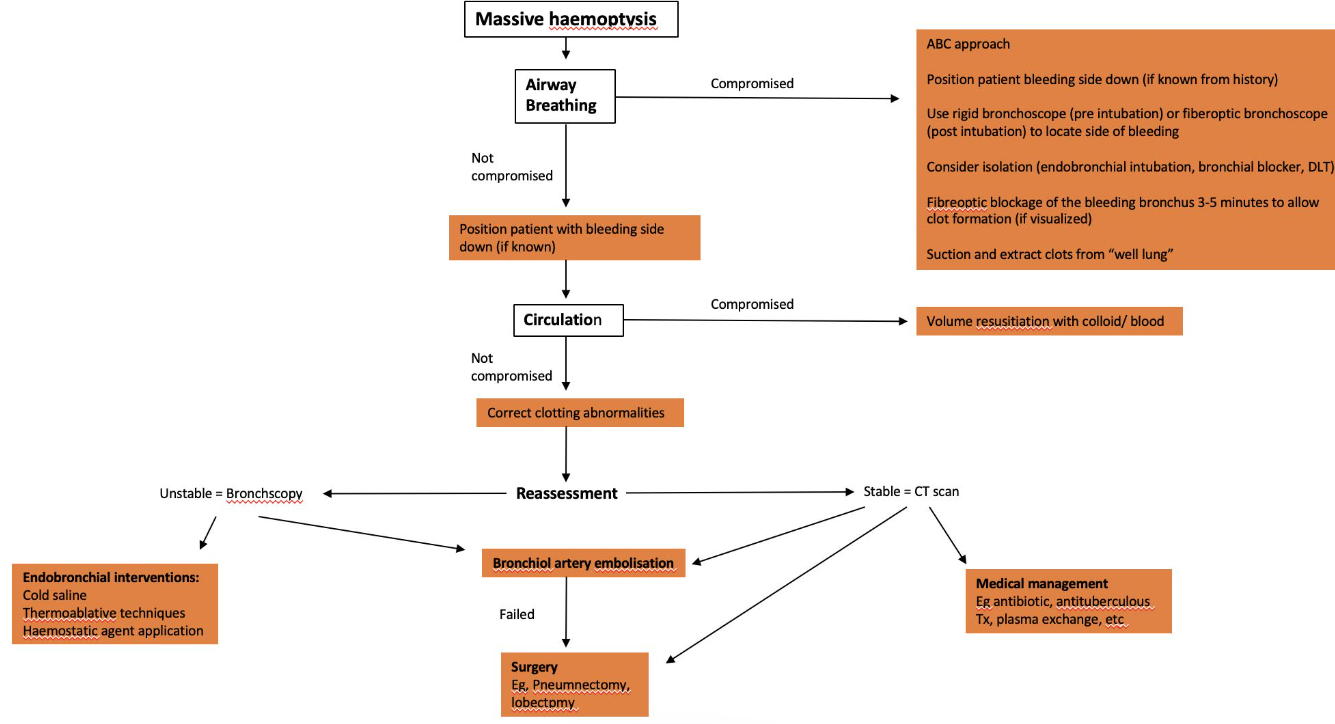 Massive haemoptysis
Airway
Breathing
Compromised
ABC approach
Position patient bleeding side down (if known from history)
Use rigid bronchoscope (pre intubation) or fiberoptic bronchoscope
(post intubation) to locate side of bleeding
Consider isolation (endobronchial intubation, bronchial blocker, DLT)
Fibreoptic blockage of the bleeding bronchus 3-5 minutes to allow
clot formation (if visualized)
Suction and extract clots from “well lung”
Not
compromised
Position patient with bleeding side
down (if known)
Circulation
Compromised
Volume resusitiation with colloid/ blood
Not
compromised
Correct clotting abnormalities
Unstable = Bronchscopy
Reassessment
Stable = CT scan
Endobronchial interventions:
Cold saline
Thermoablative techniques
Haemostatic agent application
Bronchiol artery embolisation
Medical management
Eg antibiotic, antituberculous
Tx, plasma exchange, etc
Failed
Surgery
Eg, Pneumnectomy,
lobectpmy